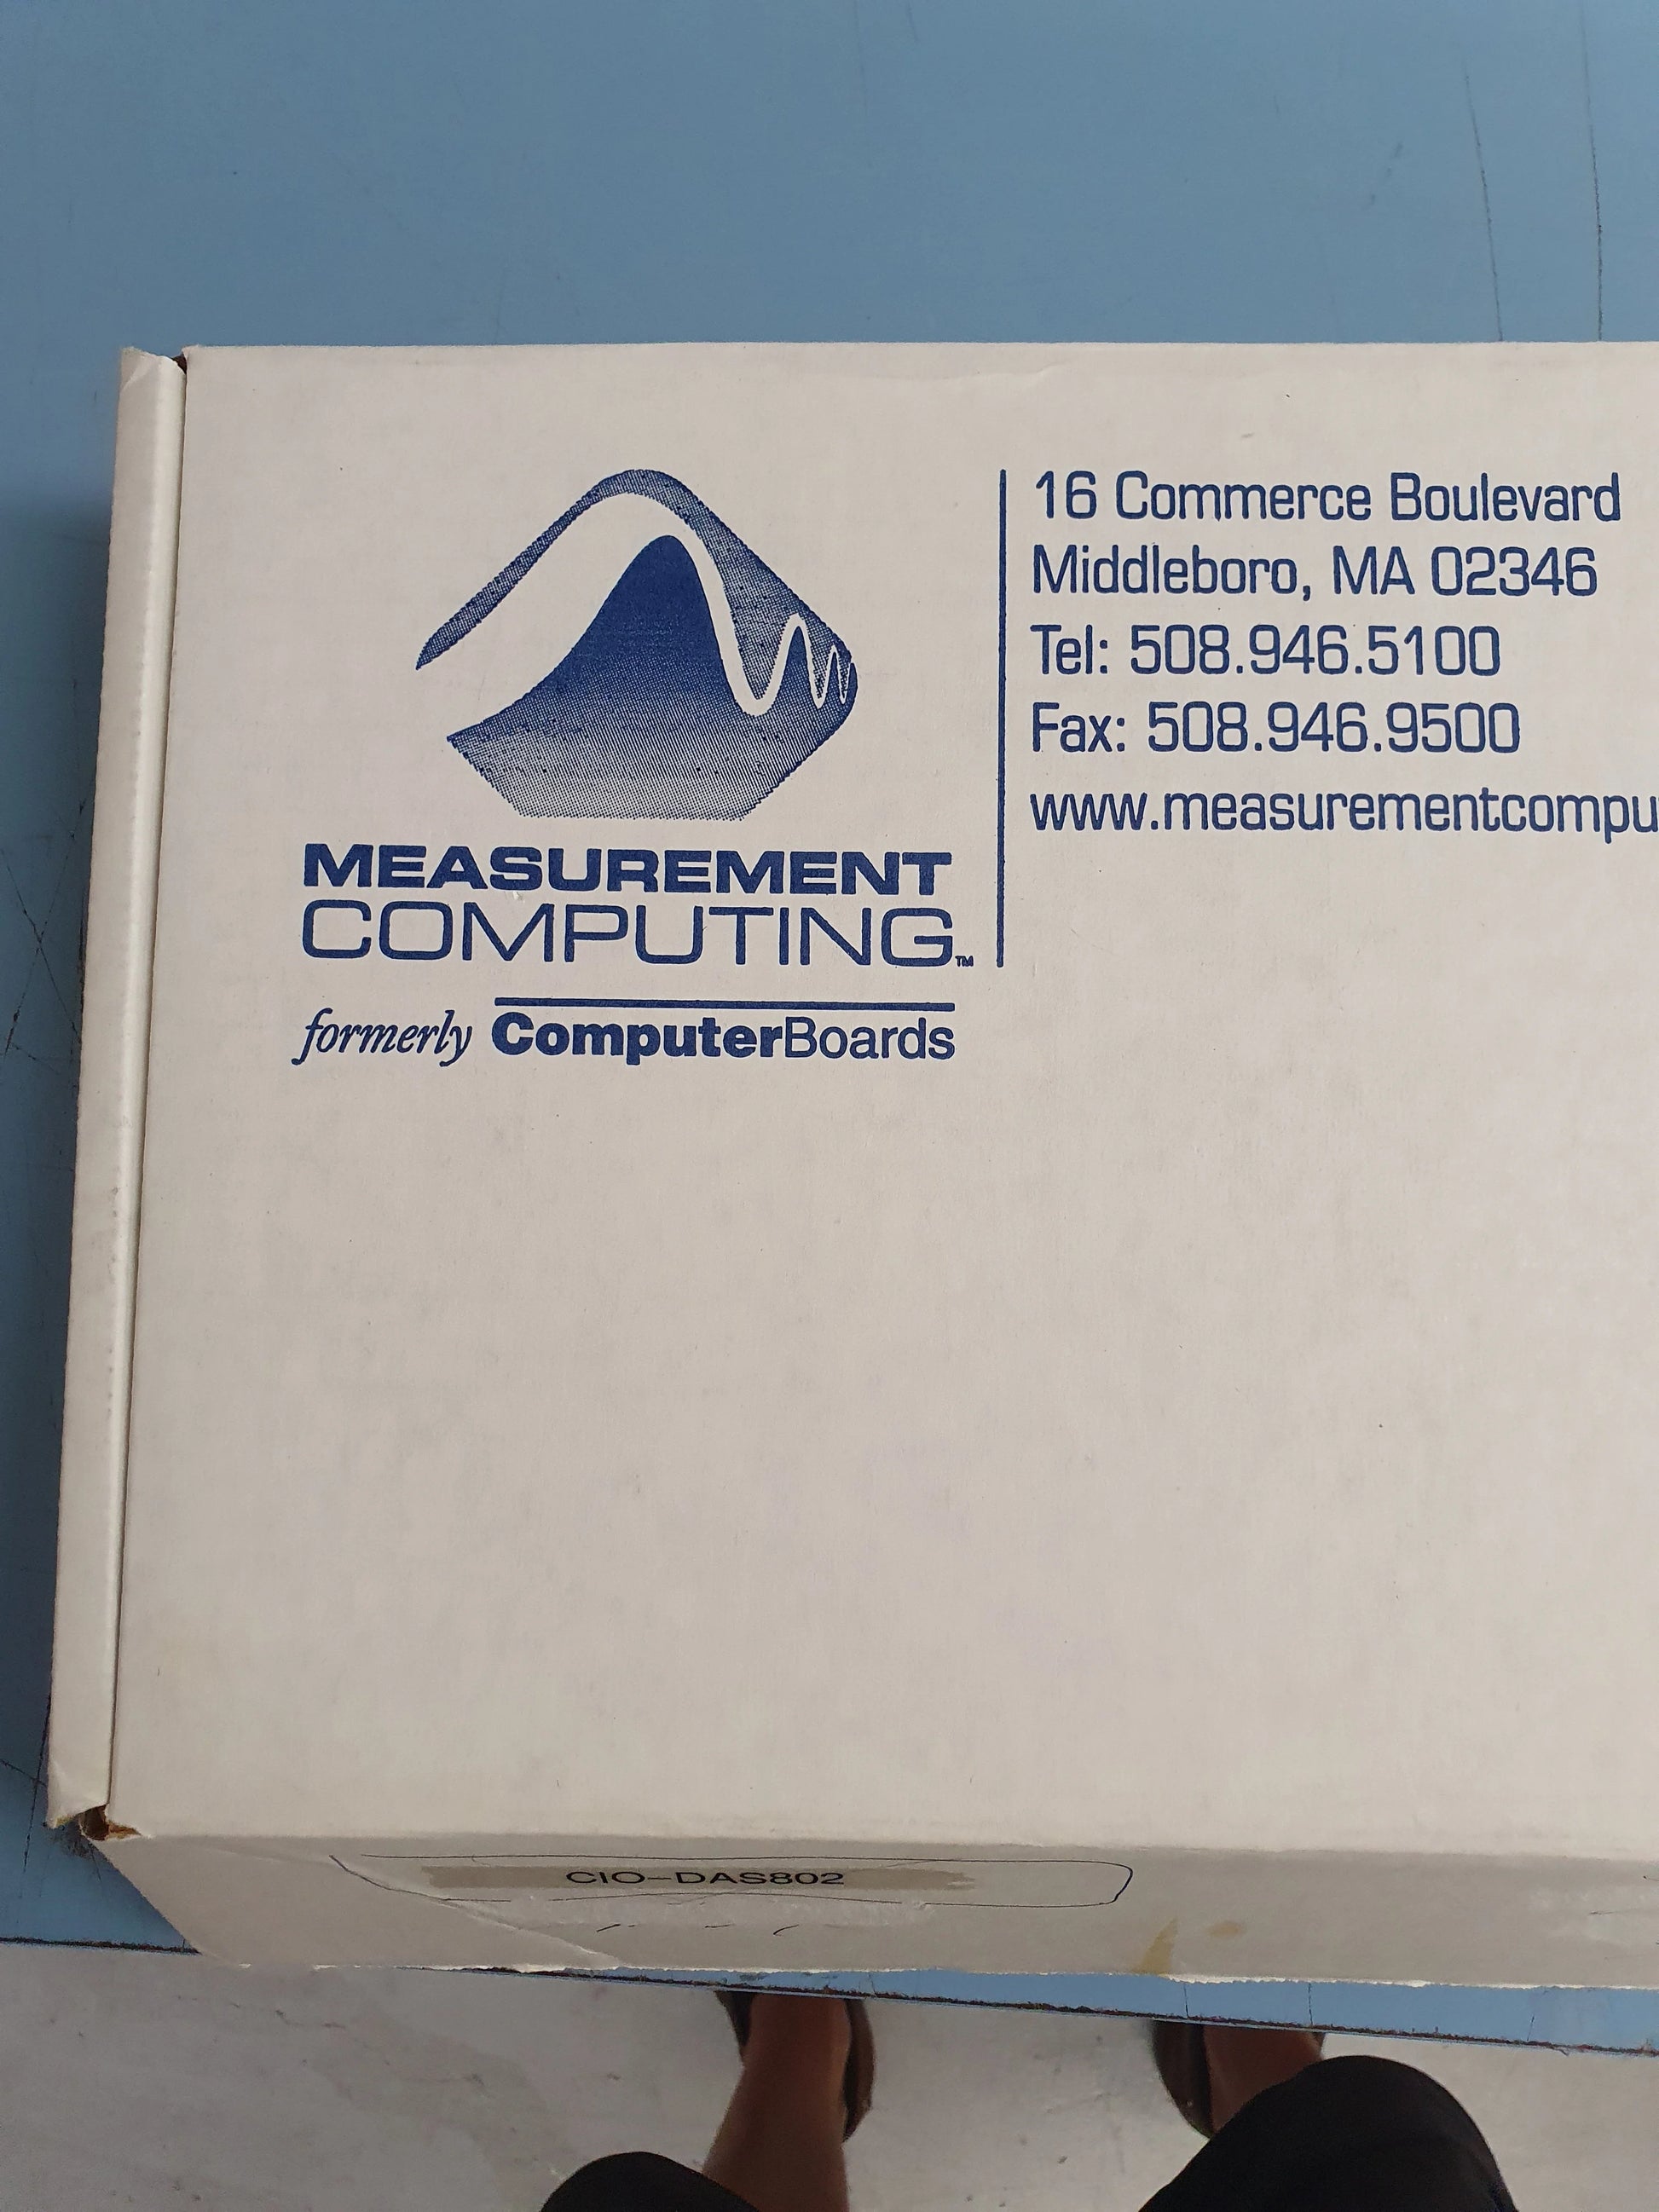 MEASUREMENT
COMPUTING™
formerly ComputerBoards
16 Commerce Boulevard
Middleboro, MA 02346
Tel: 508.946.5100
Fax: 508.946.9500
www.measurementcompu
CIO-DAS802